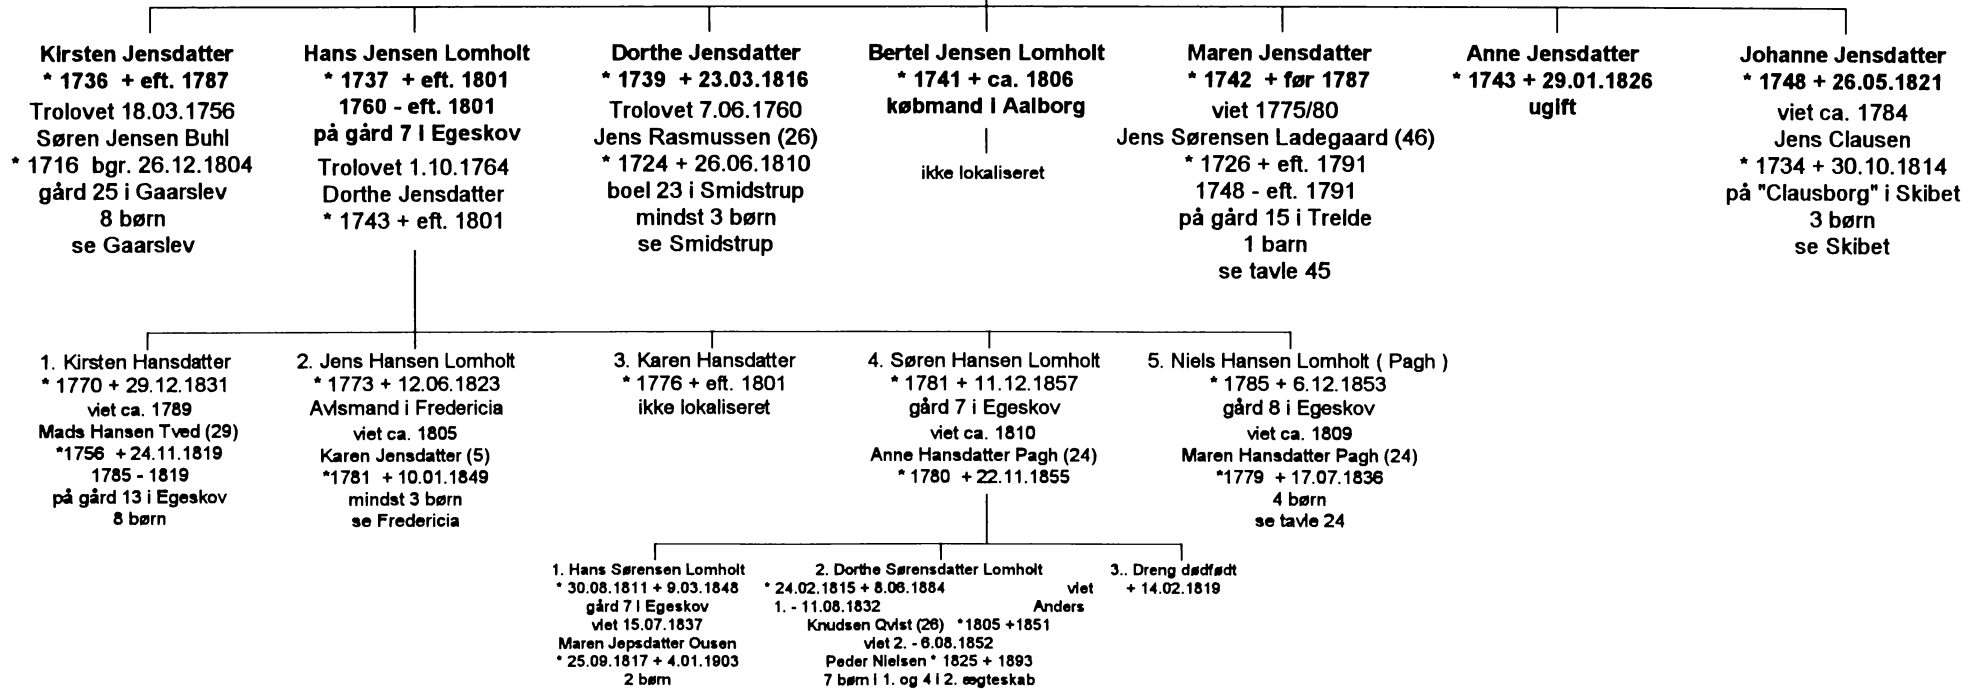 Kirsten Jensdatter
* 1736 + eft. 1787
Trolovet 18.03.1756
Søren Jensen Buhl
* 1716 bgr. 26.12.1804
gård 25 i Gaarslev
8 børn
se Gaarslev
Hans Jensen Lomholt
* 1737 + eft. 1801
1760 - eft. 1801
på gård 7 i Egeskov
Trolovet 1.10.1764
Dorthe Jensdatter
* 1743 + eft. 1801
Dorthe Jensdatter
* 1739 + 23.03.1816
Trolovet 7.06.1760
Jens Rasmussen (26)
* 1724 + 26.06.1810
boel 23 i Smidstrup
mindst 3 børn
se Smidstrup
Bertel Jensen Lomholt
* 1741 + ca. 1806
købmand i Aalborg
ikke lokaliseret
Maren Jensdatter
* 1742 + før 1787
viet 1775/80
Jens Sørensen Ladegaard (46)
* 1726 + eft. 1791
1748 - eft. 1791
på gård 15 i Trelde
1 barn
se tavle 45
Anne Jensdatter
* 1743 + 29.01.1826
ugift
Johanne Jensdatter
* 1748 + 26.05.1821
viet ca. 1784
Jens Clausen
* 1734 + 30.10.1814
på "Clausborg" i Skibet
3 børn
se Skibet
1. Kirsten Hansdatter
* 1770 + 29.12.1831
viet ca. 1789
Mads Hansen Tved (29)
*1756 + 24.11.1819
1785 - 1819
på gård 13 i Egeskov
8 børn
2. Jens Hansen Lomholt
* 1773 + 12.06.1823
Avlsmand i Fredericia
viet ca. 1805
Karen Jensdatter (5)
*1781 + 10.01.1849
mindst 3 børn
se Fredericia
3. Karen Hansdatter
* 1776 + eft. 1801
ikke lokaliseret
4. Søren Hansen Lomholt
* 1781 + 11.12.1857
gård 7 i Egeskov
viet ca. 1810
Anne Hansdatter Pagh (24)
* 1780 + 22.11.1855
5. Niels Hansen Lomholt ( Pagh )
* 1785 + 6.12.1853
gård 8 i Egeskov
viet ca. 1809
Maren Hansdatter Pagh (24)
*1779 + 17.07.1836
4 børn
se tavle 24
1. Hans Sørensen Lomholt
* 30.08.1811 + 9.03.1848
gård 7 i Egeskov
viet 15.07.1837
Maren Jepsdatter Ousen
* 25.09.1817 + 4.01.1903
2 børn
2. Dorthe Sørensdatter Lomholt
* 24.02.1815 + 8.06.1884 viet
1. - 11.08.1832 Anders
Knudsen Qvist (26) *1805 +1851
viet 2. - 6.08.1852
Peder Nielsen * 1825 + 1893
7 børn i 1. og 4 i 2. ægteskab
3.. Dreng dødfødt
+ 14.02.1819